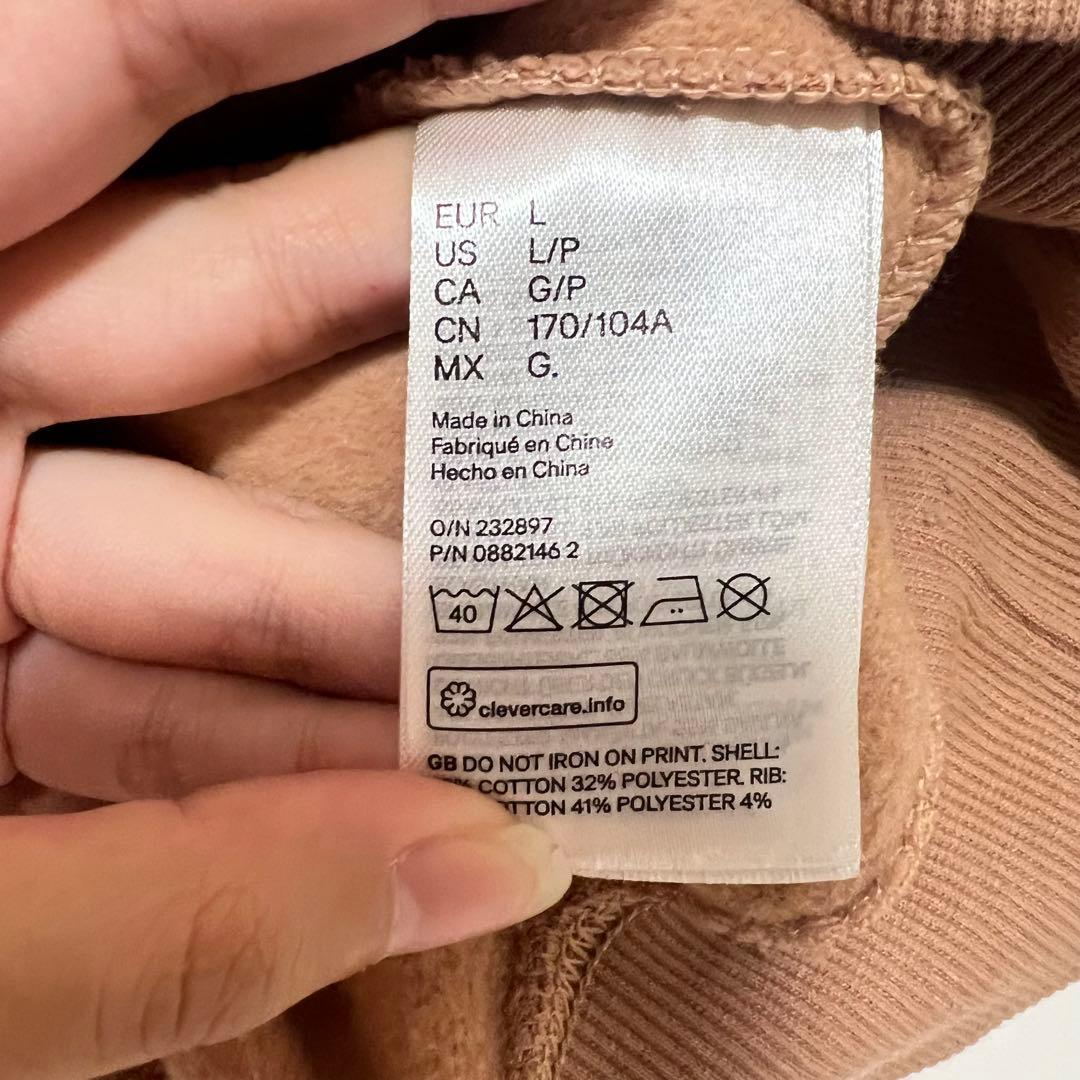 EUR L
US L/P
CA G/P
CN 170/104A
MX G.
Made in China
Fabriqué en Chine
Hecho en China
O/N 232897
P/N 0882146 2
40
clevercare.info
GB DO NOT IRON ON PRINT. SHELL:
COTTON 32% POLYESTER. RIB:
41% POLYESTER 4%